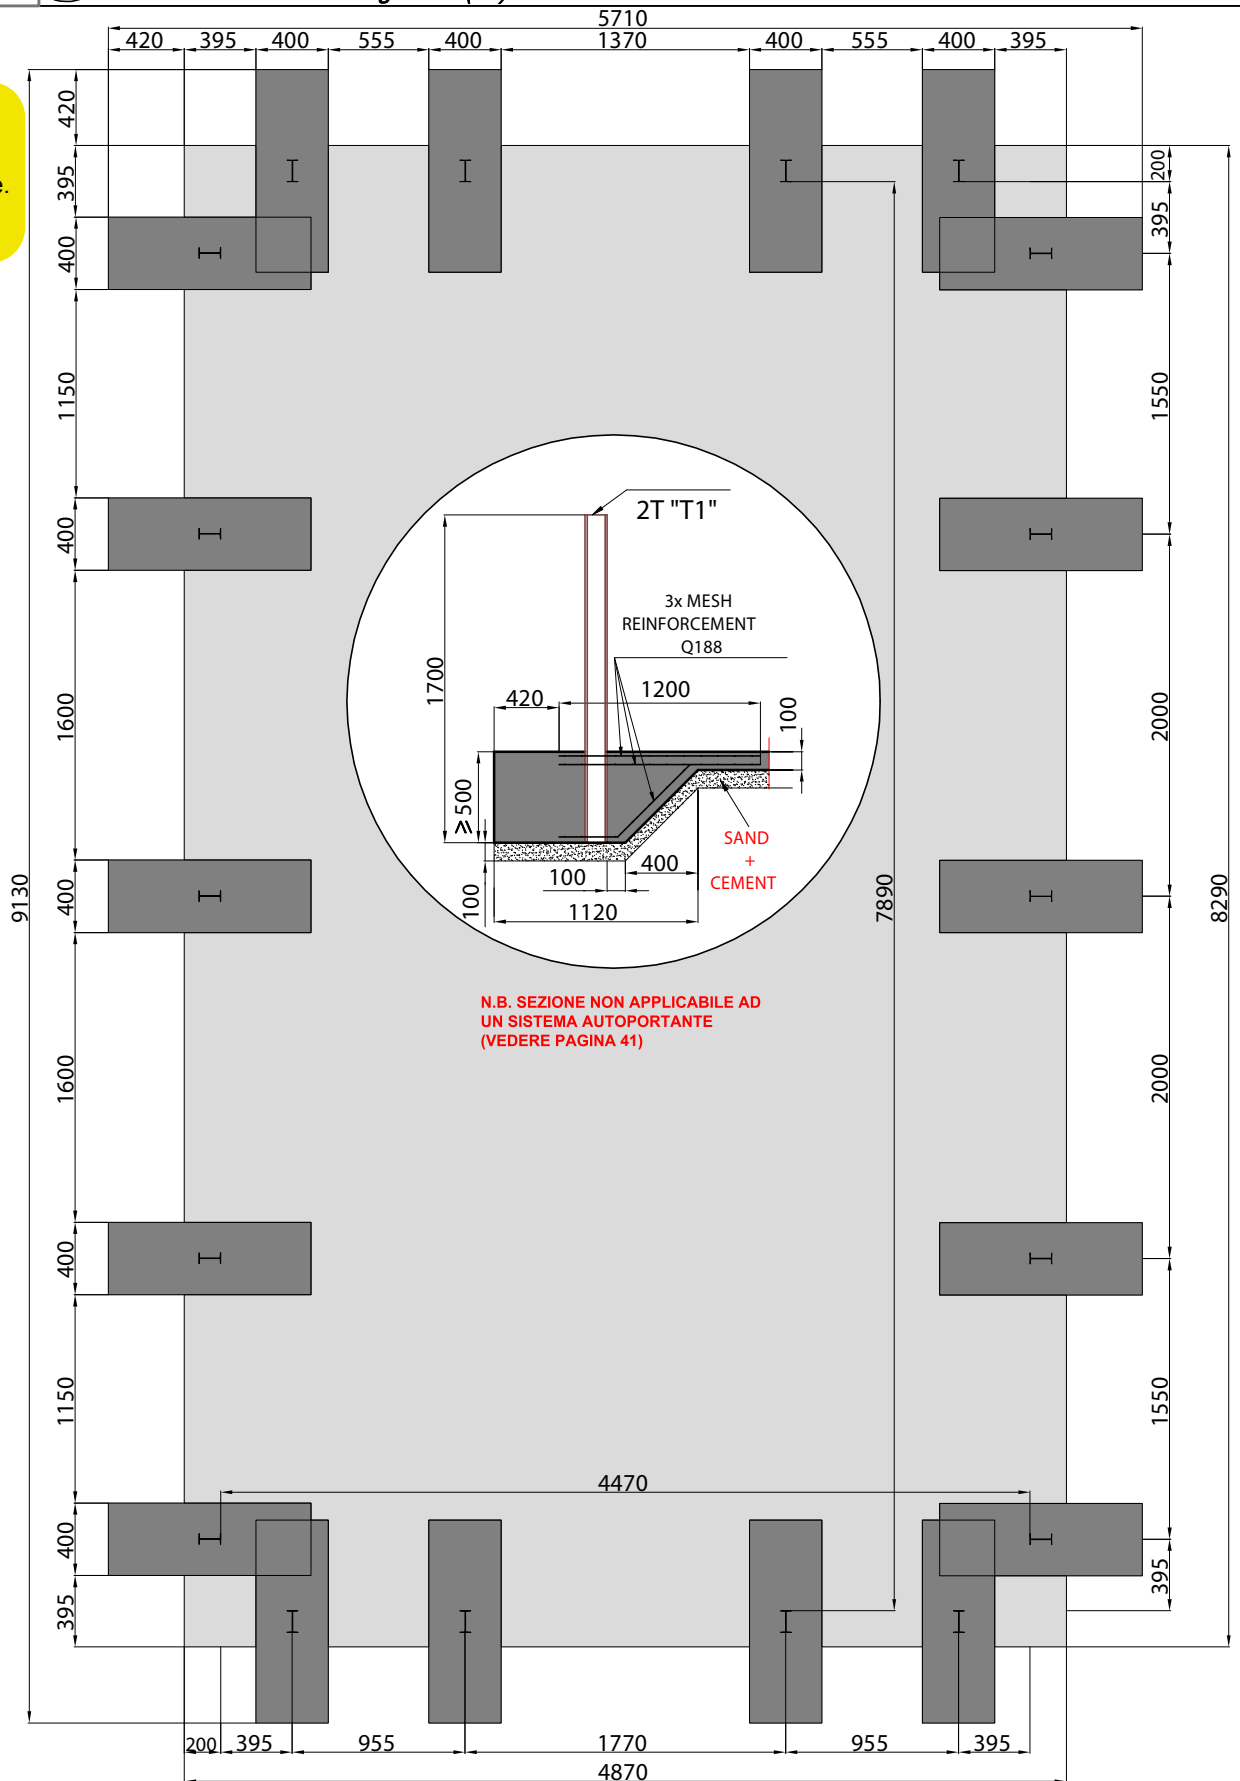 5710
420 395 400 555 400 1370 400 555 400 395
420
395
400
1150
400
1600
400
1600
400
1150
400
395
9130
e.
200
395
1550
2000
2000
1550
395
8290
7890
2T "T1"
3x MESH
REINFORCEMENT
Q188
1700
420
1200
100
≥ 500
SAND
+
CEMENT
400
100
100
1120
N.B. SEZIONE NON APPLICABILE AD
UN SISTEMA AUTOPORTANTE
(VEDERE PAGINA 41)
4470
200 395 955 1770 955 395
4870